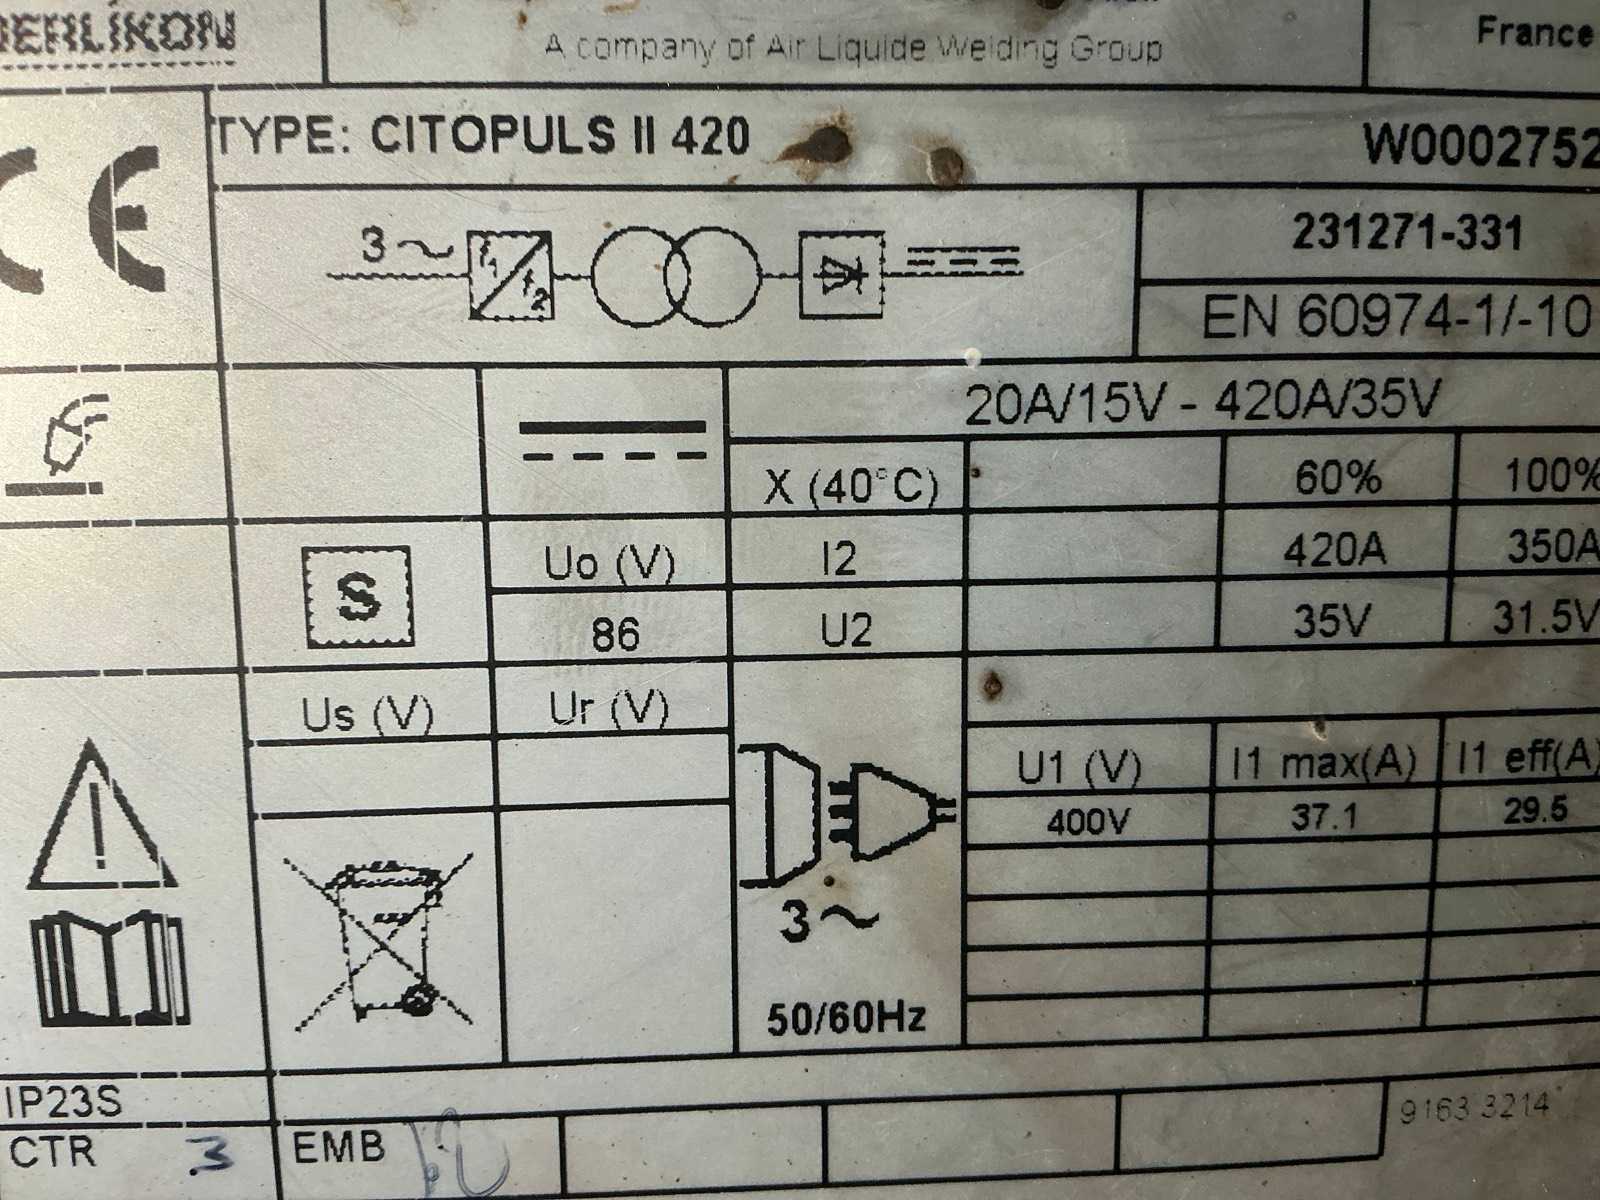 OERLIKON
A company of Air Liquide Welding Group
France
TYPE: CITOPULS II 420
W0002752
CE
3~
f1
f2
231271-331
EN 60974-1/-10
20A/15V - 420A/35V
X (40°C) 60% 100%
S
Uo (V) I2 420A 350A
86 U2 35V 31.5V
Us (V) Ur (V)
U1 (V) I1 max(A) I1 eff(A)
400V 37.1 29.5
3~
50/60Hz
IP23S
9163 3214
CTR 3 EMB